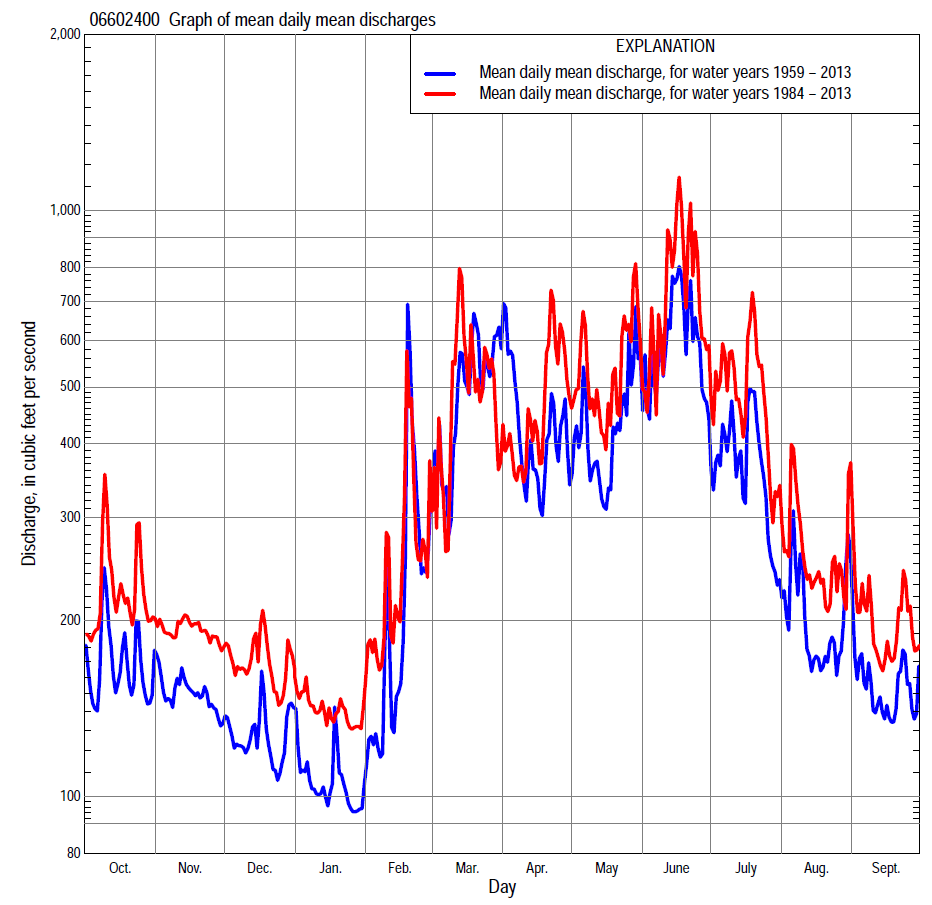 06602400 Graph of mean daily mean discharges
EXPLANATION
Mean daily mean discharge, for water years 1959 – 2013
Mean daily mean discharge, for water years 1984 – 2013
Discharge, in cubic feet per second
2,000
1,000
800
700
600
500
400
300
200
100
80
Oct. Nov. Dec. Jan. Feb. Mar. Apr. May June July Aug. Sept.
Day